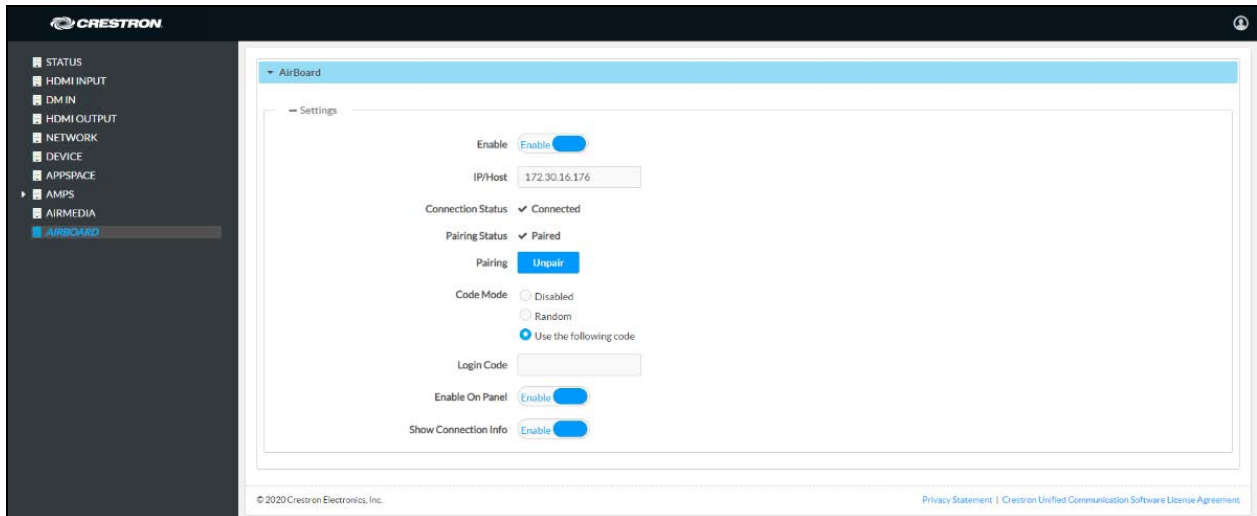 CRESTRON
STATUS
HDMI INPUT
DM IN
HDMI OUTPUT
NETWORK
DEVICE
APPSPACE
AMPS
AIRMEDIA
AIRBOARD
AirBoard
Settings
Enable Enable
IP/Host 172.30.16.176
Connection Status Connected
Pairing Status Paired
Pairing Unpair
Code Mode Disabled
Random
Use the following code
Login Code
Enable On Panel Enable
Show Connection Info Enable
© 2020 Crestron Electronics, Inc. Privacy Statement | Crestron Unified Communication Software License Agreement